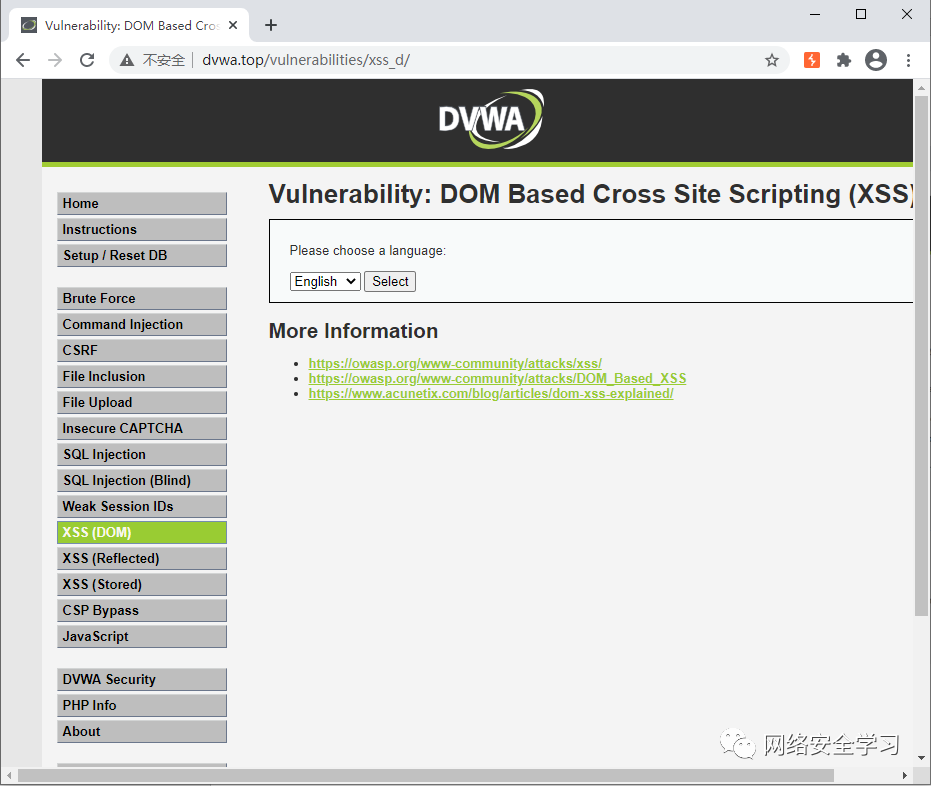 Vulnerability: DOM Based Cros
不安全 dvwa.top/vulnerabilities/xss_d/
DVWA
Vulnerability: DOM Based Cross Site Scripting (XSS)
Please choose a language:
English Select
More Information
https://owasp.org/www-community/attacks/xss/
https://owasp.org/www-community/attacks/DOM_Based_XSS
https://www.acunetix.com/blog/articles/dom-xss-explained/
Home
Instructions
Setup / Reset DB
Brute Force
Command Injection
CSRF
File Inclusion
File Upload
Insecure CAPTCHA
SQL Injection
SQL Injection (Blind)
Weak Session IDs
XSS (DOM)
XSS (Reflected)
XSS (Stored)
CSP Bypass
JavaScript
DVWA Security
PHP Info
About
网络安全学习